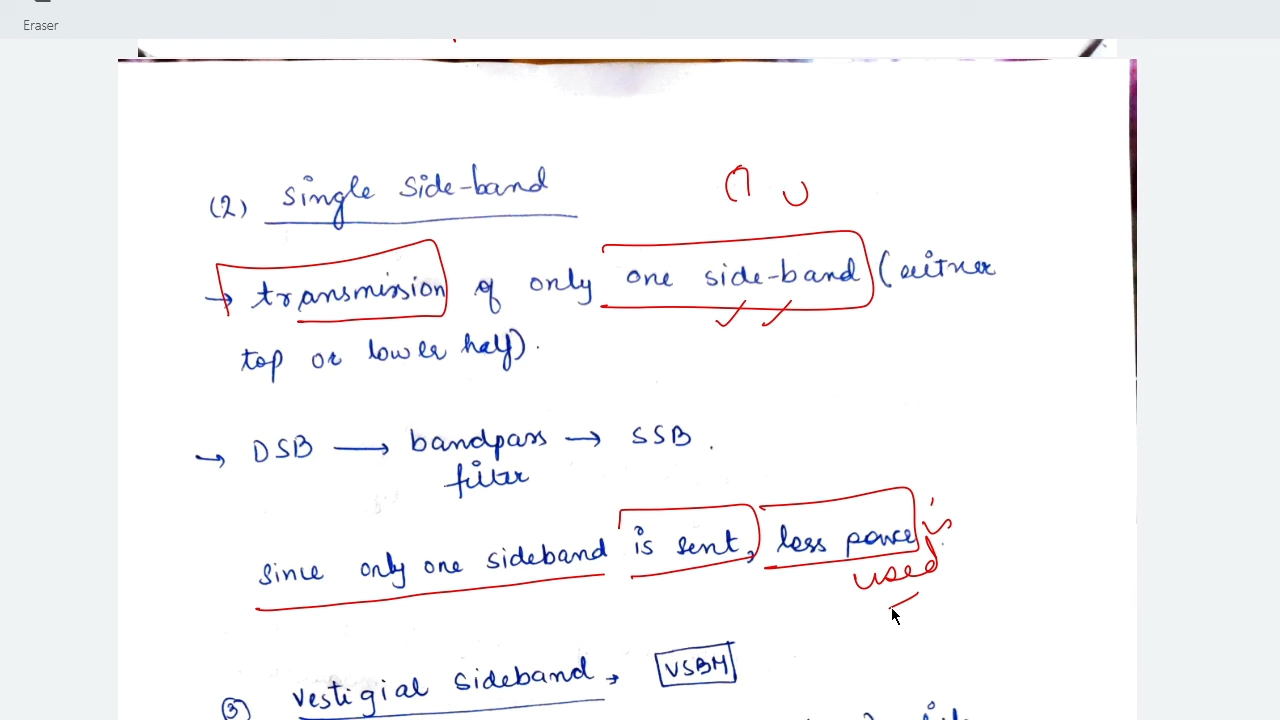 Eraser
(2) single side-band
→ transmission of only one side-band (either
top or lower half).
→ DSB → bandpass → SSB.
filter
since only one sideband is sent, less power is
used
③ vestigial sideband, VSBM